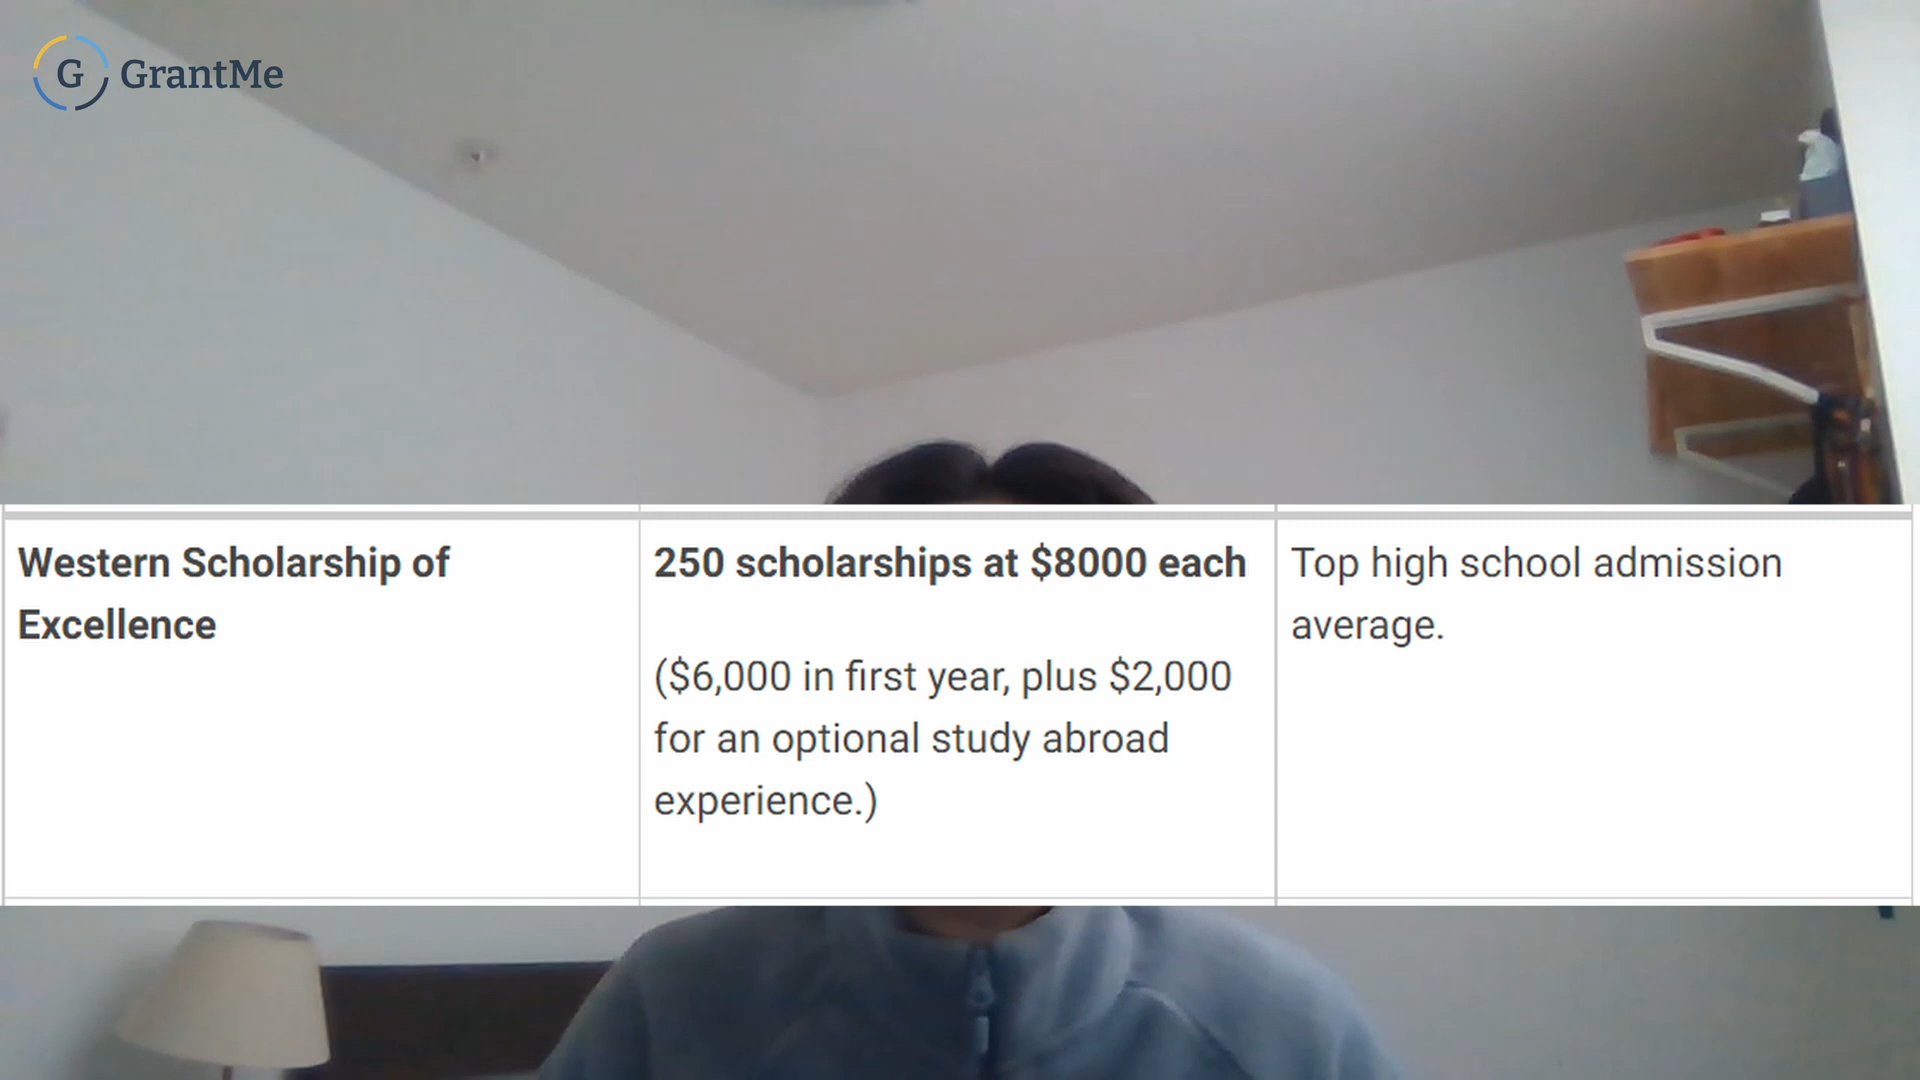 G GrantMe
Western Scholarship of
Excellence
250 scholarships at $8000 each
($6,000 in first year, plus $2,000
for an optional study abroad
experience.)
Top high school admission
average.